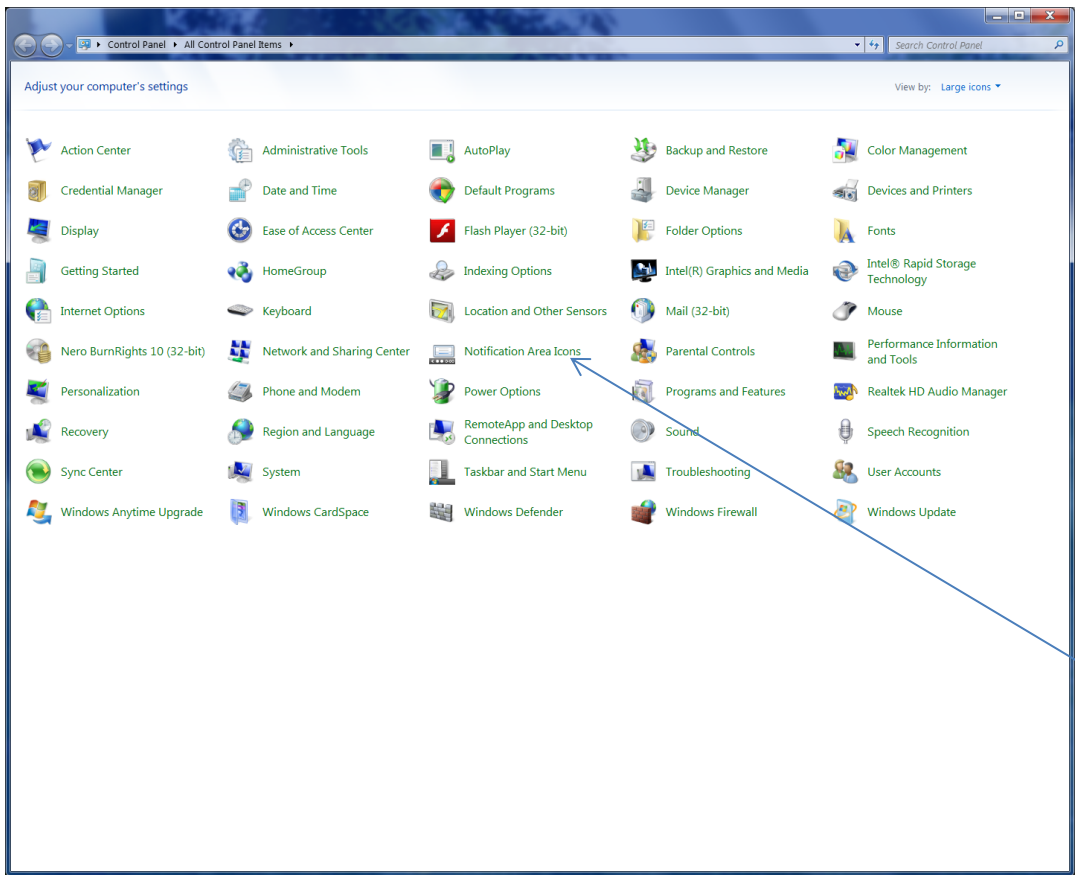 Control Panel All Control Panel Items Search Control Panel
Adjust your computer's settings View by: Large icons
Action Center Administrative Tools AutoPlay Backup and Restore Color Management
Credential Manager Date and Time Default Programs Device Manager Devices and Printers
Display Ease of Access Center Flash Player (32-bit) Folder Options Fonts
Getting Started HomeGroup Indexing Options Intel(R) Graphics and Media Intel® Rapid Storage
Technology
Internet Options Keyboard Location and Other Sensors Mail (32-bit) Mouse
Nero BurnRights 10 (32-bit) Network and Sharing Center Notification Area Icons Parental Controls Performance Information
and Tools
Personalization Phone and Modem Power Options Programs and Features Realtek HD Audio Manager
Recovery Region and Language RemoteApp and Desktop
Connections Sound Speech Recognition
Sync Center System Taskbar and Start Menu Troubleshooting User Accounts
Windows Anytime Upgrade Windows CardSpace Windows Defender Windows Firewall Windows Update